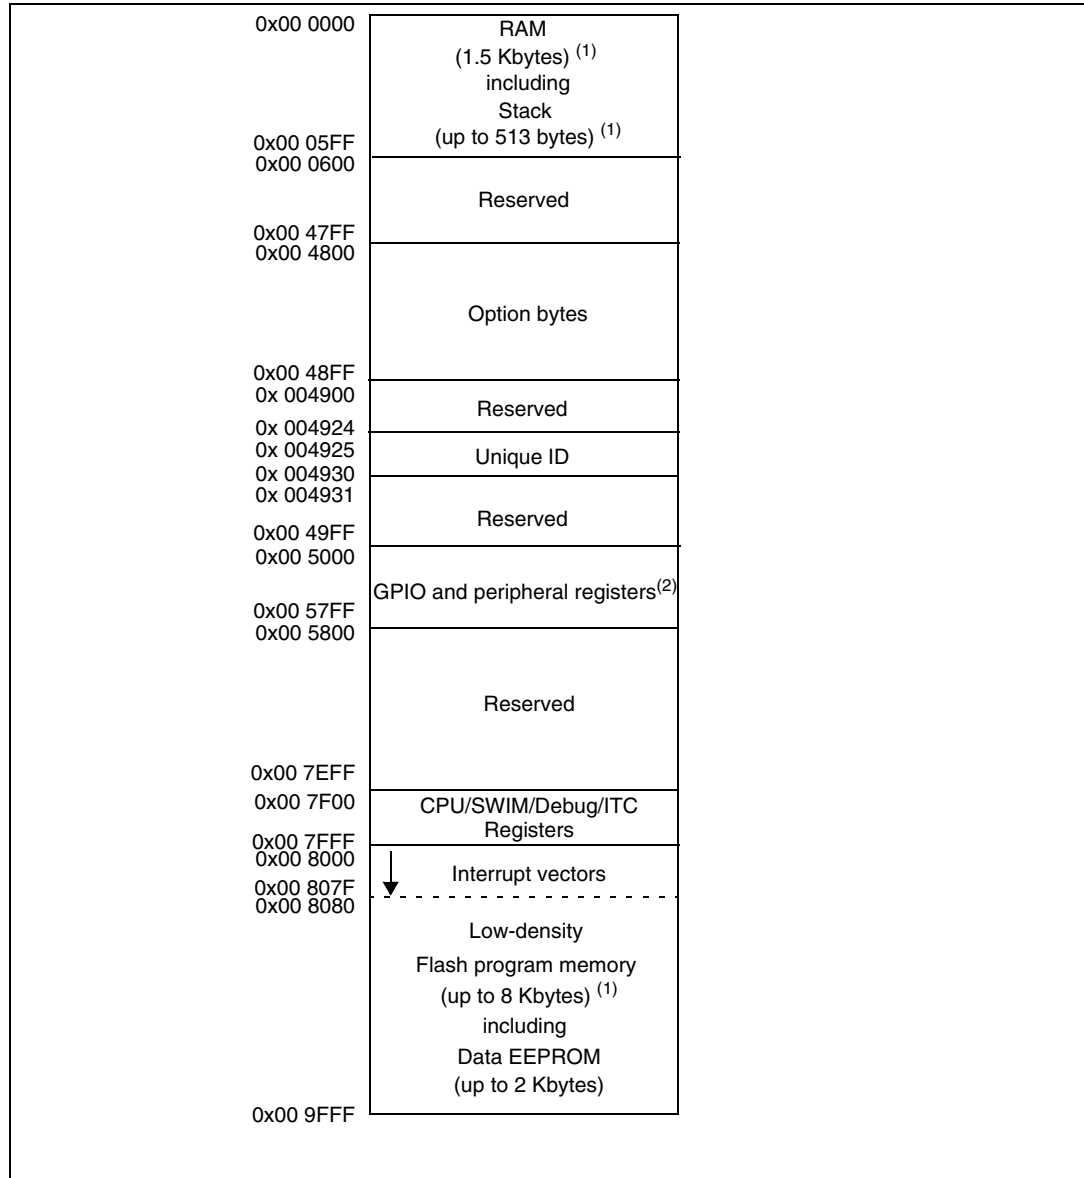 0x00 0000
RAM
(1.5 Kbytes) (1)
including
Stack
(up to 513 bytes) (1)
0x00 05FF
0x00 0600
Reserved
0x00 47FF
0x00 4800
Option bytes
0x00 48FF
0x 004900
Reserved
0x 004924
0x 004925
Unique ID
0x 004930
0x 004931
Reserved
0x00 49FF
0x00 5000
GPIO and peripheral registers(2)
0x00 57FF
0x00 5800
Reserved
0x00 7EFF
0x00 7F00
CPU/SWIM/Debug/ITC
Registers
0x00 7FFF
0x00 8000
Interrupt vectors
0x00 807F
0x00 8080
Low-density
Flash program memory
(up to 8 Kbytes) (1)
including
Data EEPROM
(up to 2 Kbytes)
0x00 9FFF